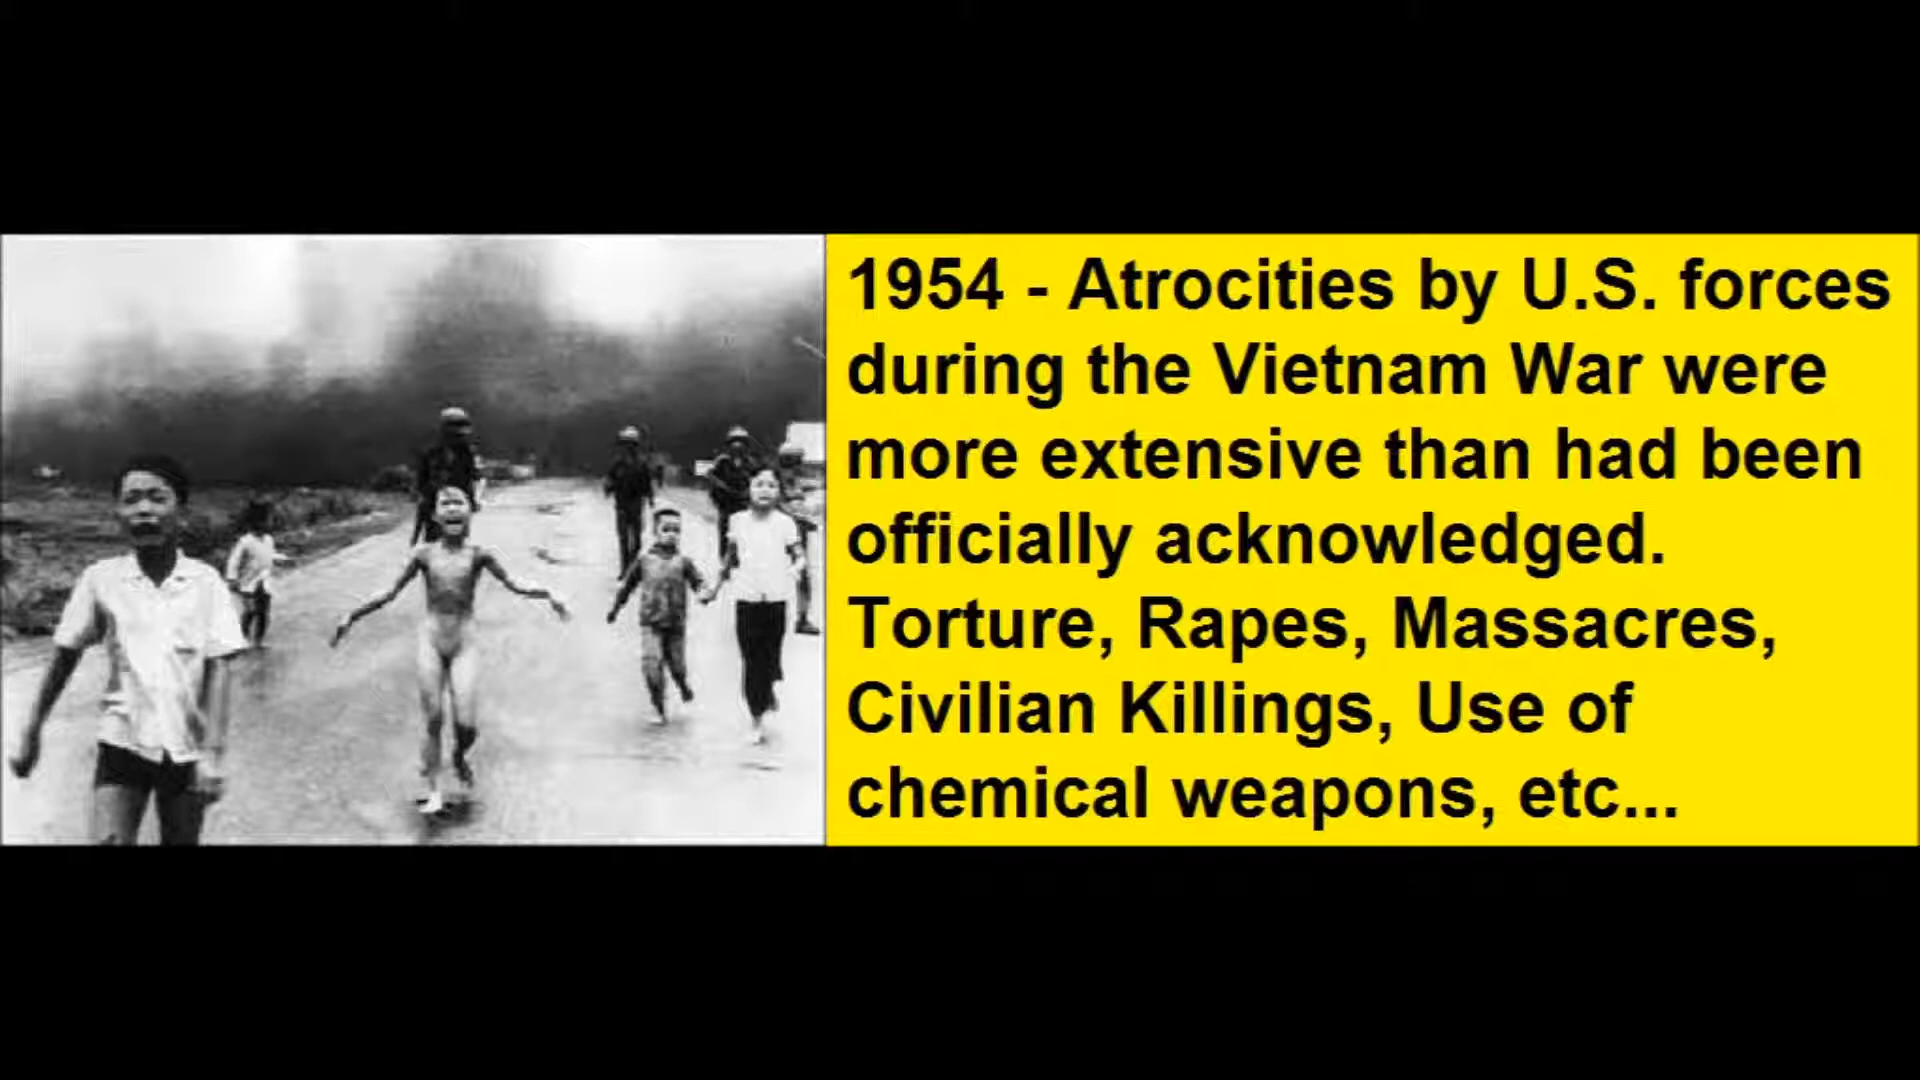 1954 - Atrocities by U.S. forces
during the Vietnam War were
more extensive than had been
officially acknowledged.
Torture, Rapes, Massacres,
Civilian Killings, Use of
chemical weapons, etc...